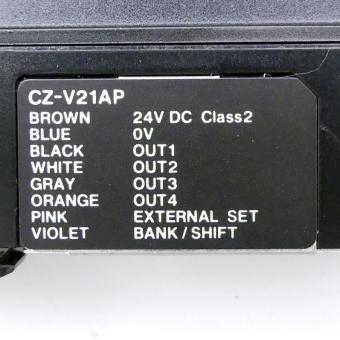 CZ-V21AP
BROWN 24V DC Class2
BLUE 0V
BLACK OUT1
WHITE OUT2
GRAY OUT3
ORANGE OUT4
PINK EXTERNAL SET
VIOLET BANK/SHIFT